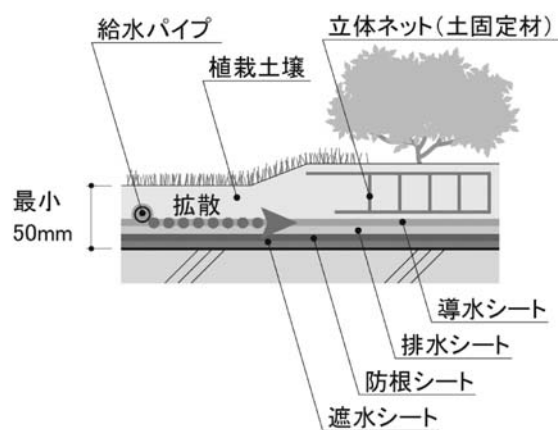 給水パイプ
立体ネット（土固定材）
植栽土壌
最小
50mm
拡散
導水シート
排水シート
防根シート
遮水シート